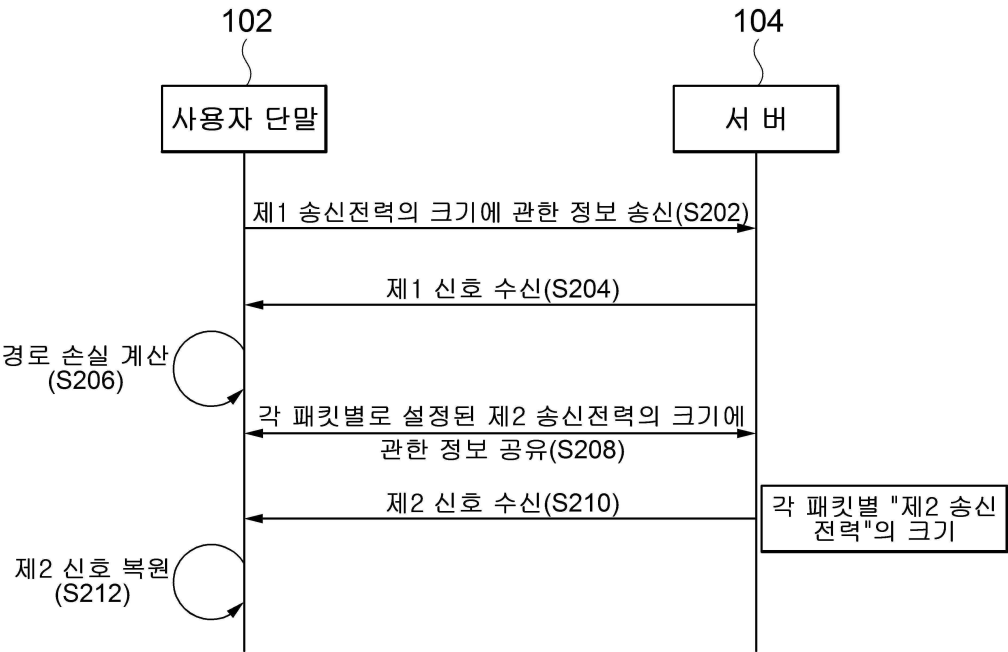 102
104
사용자 단말
서 버
제1 송신전력의 크기에 관한 정보 송신(S202)
제1 신호 수신(S204)
경로 손실 계산
(S206)
각 패킷별로 설정된 제2 송신전력의 크기에
관한 정보 공유(S208)
제2 신호 수신(S210)
각 패킷별 "제2 송신
전력"의 크기
제2 신호 복원
(S212)